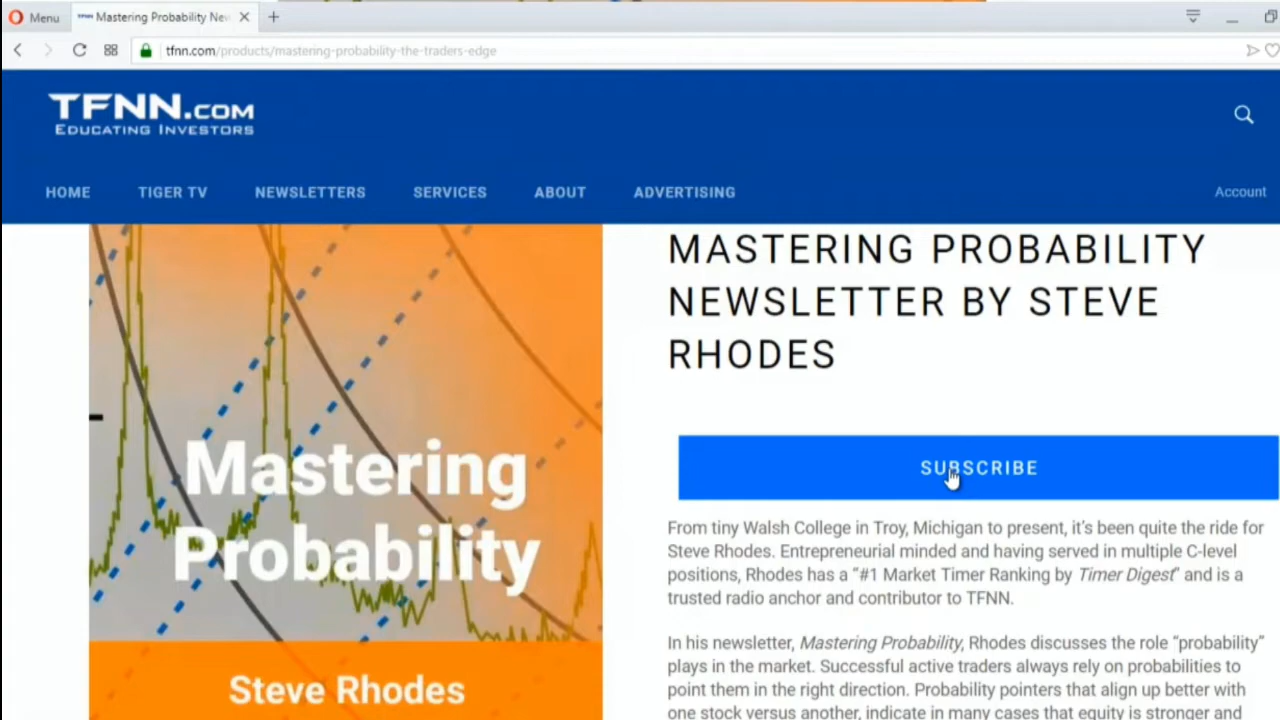 Menu
TFNN Mastering Probability Nev
tfnn.com/products/mastering-probability-the-traders-edge
TFNN.COM
EDUCATING INVESTORS
HOME TIGER TV NEWSLETTERS SERVICES ABOUT ADVERTISING Account
MASTERING PROBABILITY
NEWSLETTER BY STEVE
RHODES
Mastering
Probability
Steve Rhodes
SUBSCRIBE
From tiny Walsh College in Troy, Michigan to present, it's been quite the ride for
Steve Rhodes. Entrepreneurial minded and having served in multiple C-level
positions, Rhodes has a “#1 Market Timer Ranking by Timer Digest” and is a
trusted radio anchor and contributor to TFNN.
In his newsletter, Mastering Probability, Rhodes discusses the role “probability”
plays in the market. Successful active traders always rely on probabilities to
point them in the right direction. Probability pointers that align up better with
one stock versus another, indicate in many cases that equity is stronger and